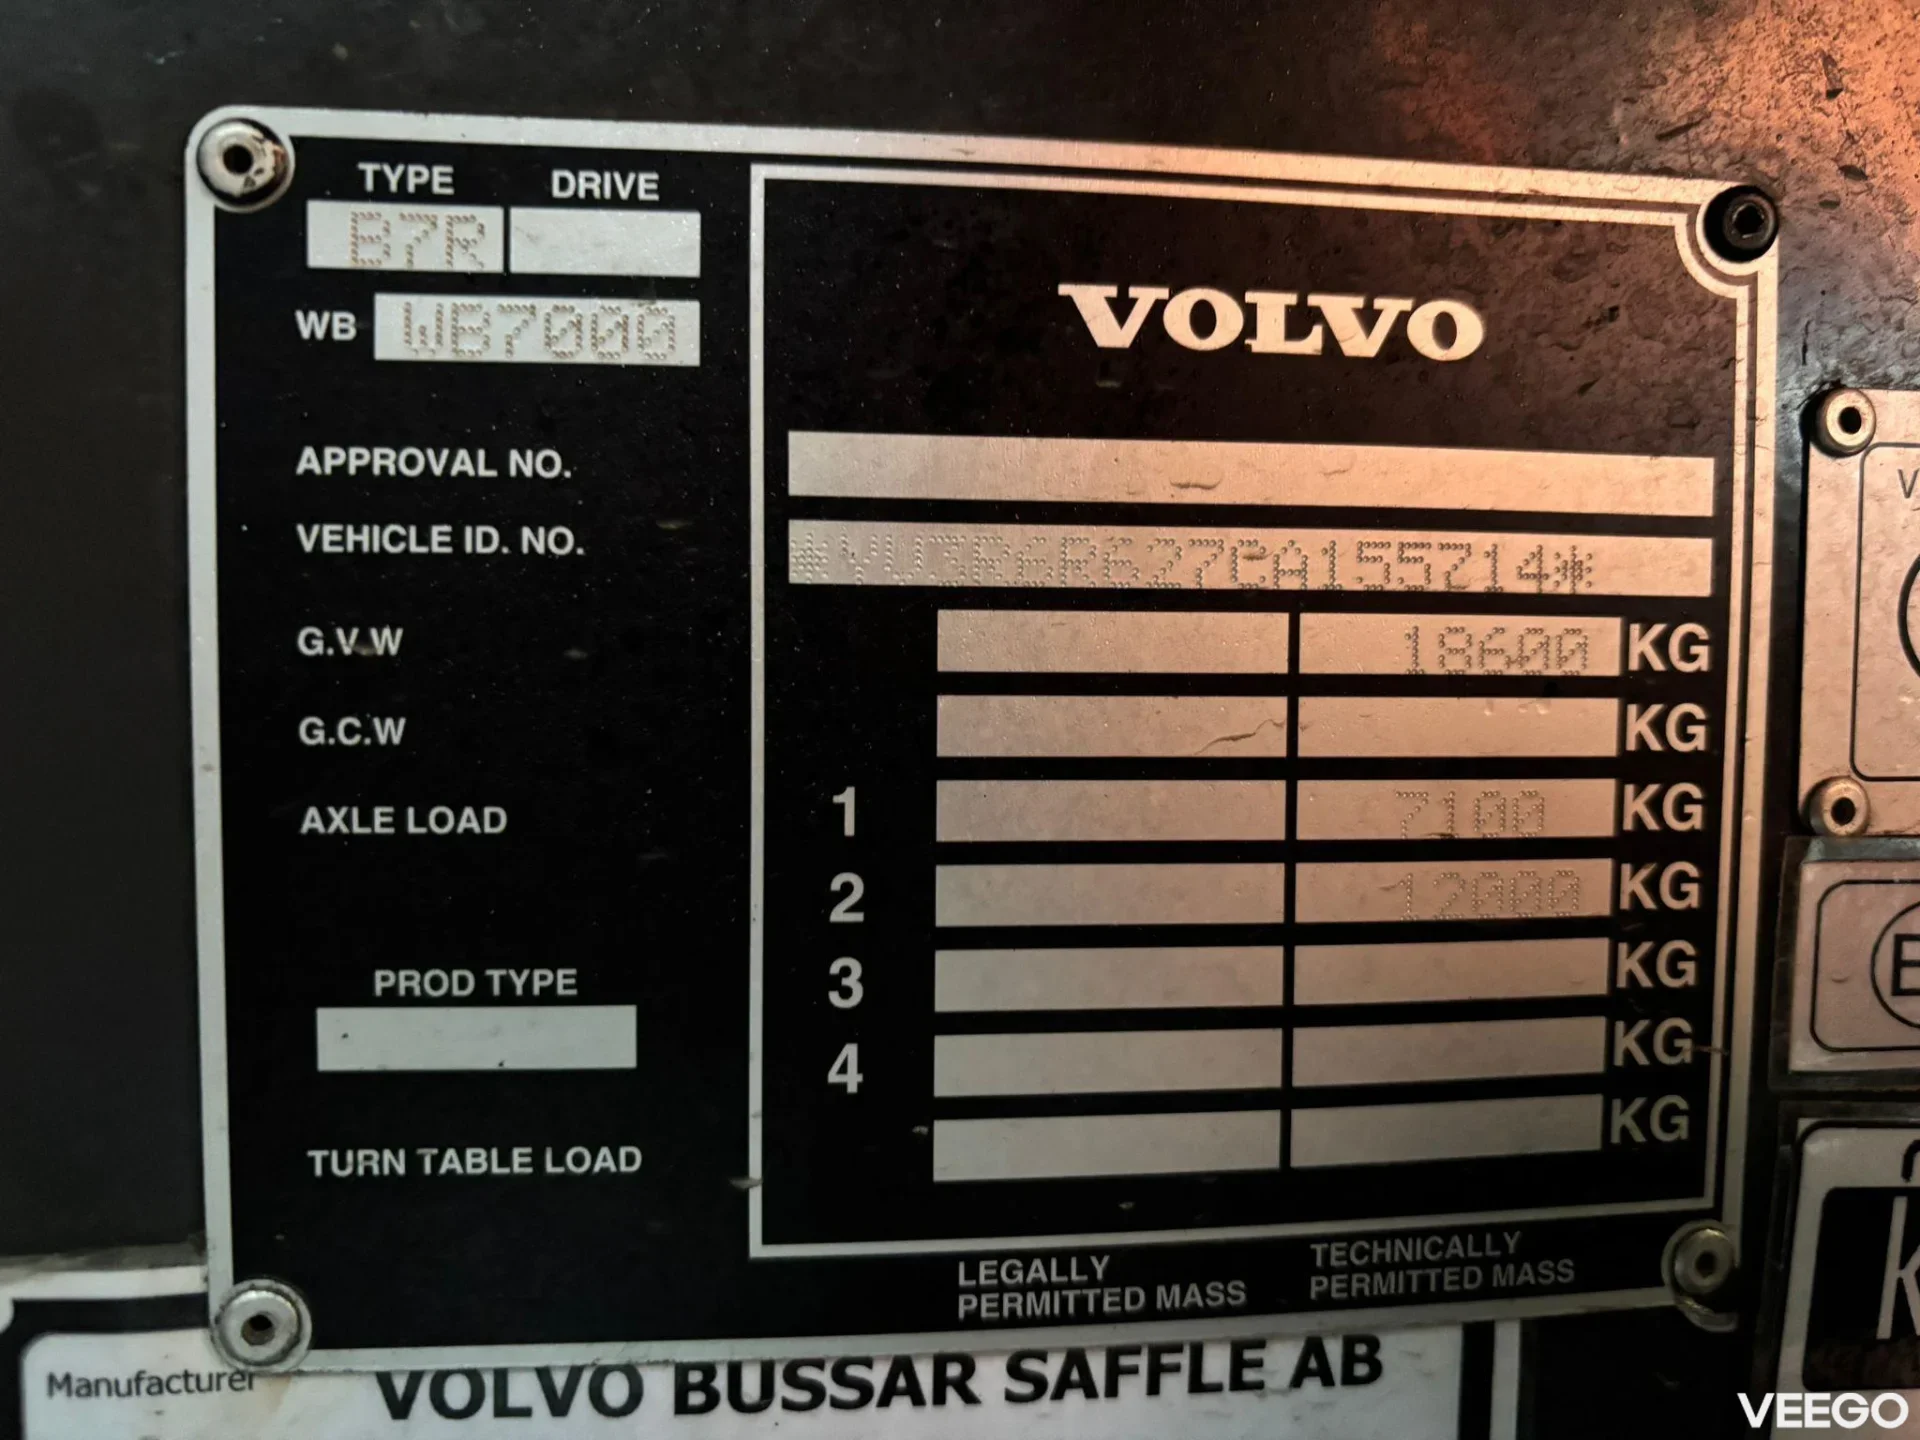 TYPE DRIVE
B7R
WB WB7000
VOLVO
APPROVAL NO.
VEHICLE ID. NO. *YV3R6R627EA155714*
G.V.W 18600 KG
G.C.W KG
AXLE LOAD 1 7100 KG
2 12000 KG
3 KG
PROD TYPE
4 KG
TURN TABLE LOAD KG
LEGALLY PERMITTED MASS
TECHNICALLY PERMITTED MASS
Manufacturer VOLVO BUSSAR SAFFLE AB
VEEGO